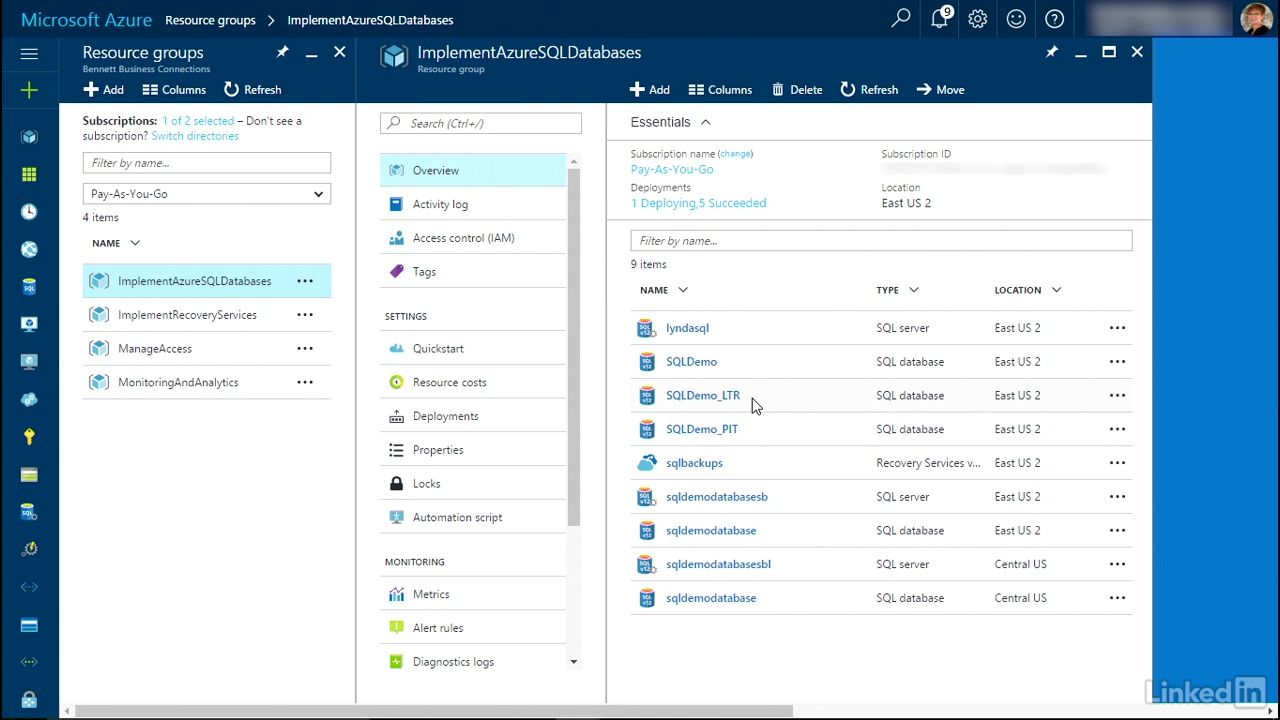 Microsoft Azure Resource groups > ImplementAzureSQLDatabases
9
Resource groups
Bennett Business Connections
Add Columns Refresh
Subscriptions: 1 of 2 selected – Don't see a
subscription? Switch directories
Filter by name...
Pay-As-You-Go
4 items
NAME
ImplementAzureSQLDatabases
ImplementRecoveryServices
ManageAccess
MonitoringAndAnalytics
ImplementAzureSQLDatabases
Resource group
Search (Ctrl+/)
Overview
Activity log
Access control (IAM)
Tags
SETTINGS
Quickstart
Resource costs
Deployments
Properties
Locks
Automation script
MONITORING
Metrics
Alert rules
Diagnostics logs
Add Columns Delete Refresh Move
Essentials
Subscription name (change) Subscription ID
Pay-As-You-Go
Deployments Location
1 Deploying,5 Succeeded East US 2
Filter by name...
9 items
NAME TYPE LOCATION
lyndasql SQL server East US 2
SQLDemo SQL database East US 2
SQLDemo_LTR SQL database East US 2
SQLDemo_PIT SQL database East US 2
sqlbackups Recovery Services v... East US 2
sqldemodatabasesb SQL server East US 2
sqldemodatabase SQL database East US 2
sqldemodatabasesbl SQL server Central US
sqldemodatabase SQL database Central US
LinkedIn